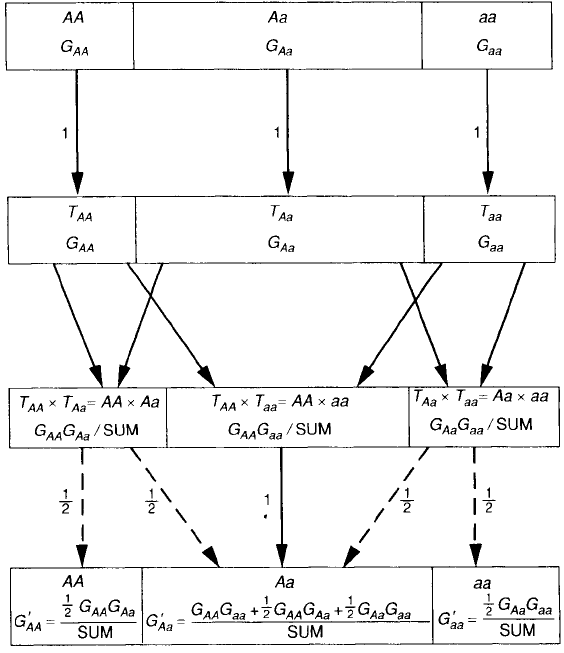 AA Aa aa
G_AA G_Aa G_aa
1 1 1
T_AA T_Aa T_aa
G_AA G_Aa G_aa
T_AA × T_Aa = AA × Aa T_AA × T_aa = AA × aa T_Aa × T_aa = Aa × aa
G_AA G_Aa / SUM G_AA G_aa / SUM G_Aa G_aa / SUM
1/2 1/2 1 1/2 1/2
AA Aa aa
G'_AA = 1/2 G_AA G_Aa / SUM G'_Aa = G_AA G_aa + 1/2 G_AA G_Aa + 1/2 G_Aa G_aa / SUM G'_aa = 1/2 G_Aa G_aa / SUM